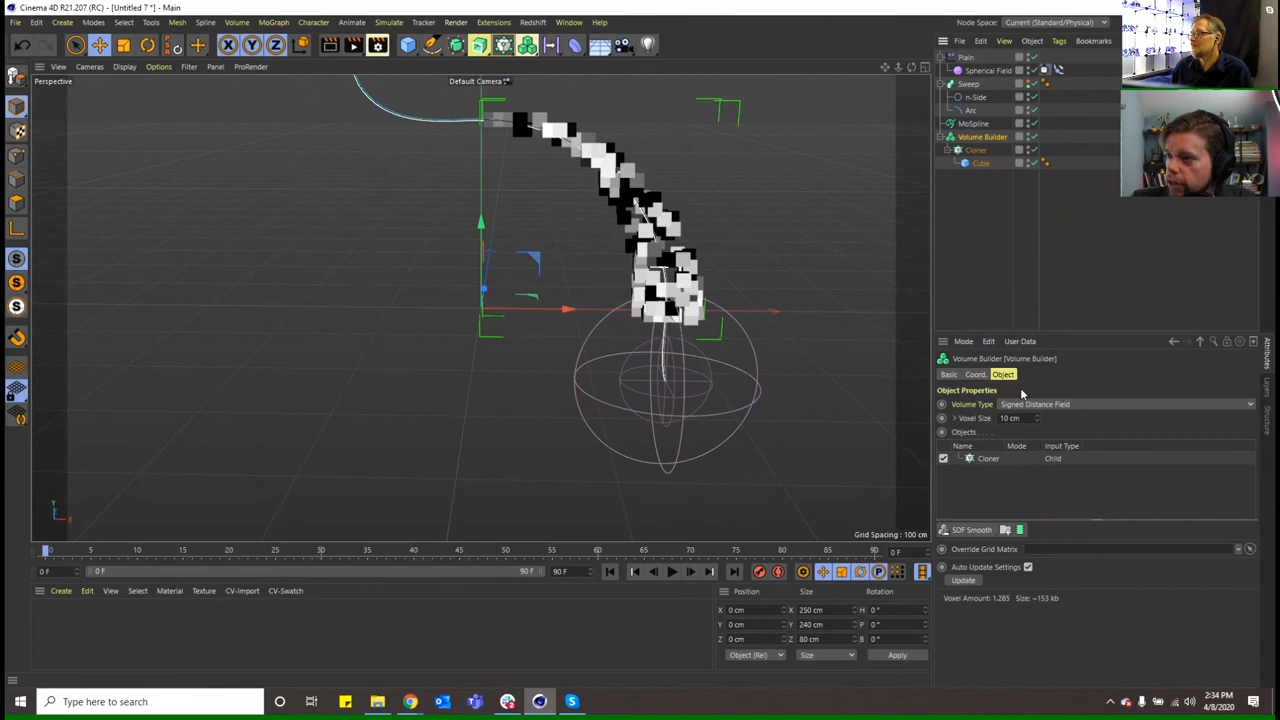 Cinema 4D R21.207 (RC) - [Untitled 7 *] - Main
File Edit Create Modes Select Tools Mesh Spline Volume MoGraph Character Animate Simulate Tracker Render Extensions Redshift Window Help
Node Space: Current (Standard/Physical)
X Y Z
File Edit View Object Tags Bookmarks
View Cameras Display Options Filter Panel ProRender
Perspective
Default Camera
Plain
Spherical Field
Sweep
n-Side
Arc
MoSpline
Volume Builder
Cloner
Cube
Mode Edit User Data
Attributes
Layers
Structure
Volume Builder [Volume Builder]
Basic Coord. Object
Object Properties
Volume Type Signed Distance Field
Voxel Size 10 cm
Objects . . . .
Name Mode Input Type
Cloner Child
SDF Smooth
Override Grid Matrix
Auto Update Settings
Update
Voxel Amount: 1.285 Size: ~153 kb
Y
X
Grid Spacing : 100 cm
0 5 10 15 20 25 30 35 40 45 50 55 60 65 70 75 80 85 90 0 F
0 F 0 F 90 F 90 F
Create Edit View Select Material Texture CV-Import CV-Swatch
Position Size Rotation
X 0 cm X 250 cm H 0 °
Y 0 cm Y 240 cm P 0 °
Z 0 cm Z 80 cm B 0 °
Object (Rel) Size Apply
Type here to search
2:34 PM
4/8/2020